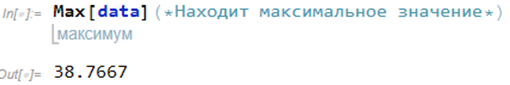 In[∘]:= Max[data](*Находит максимальное значение*)
максимум
Out[∘]= 38.7667